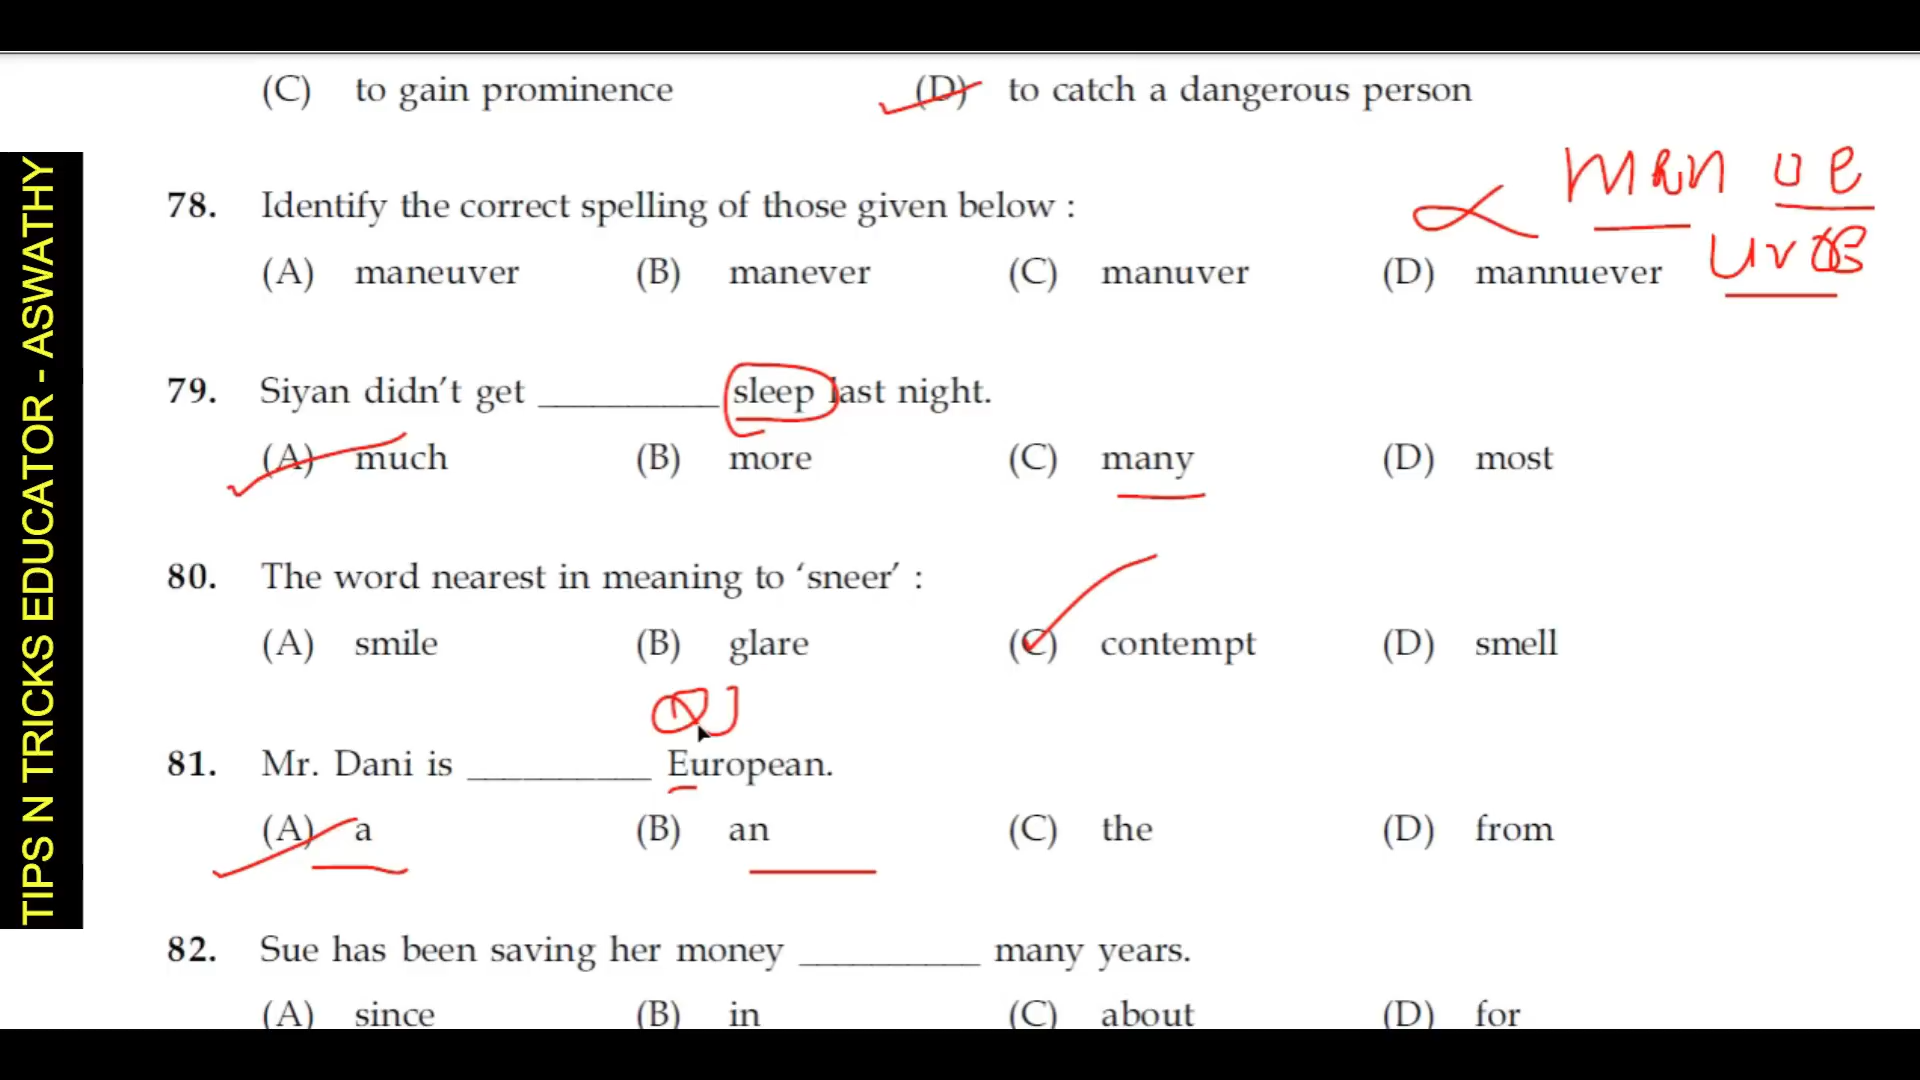 (C) to gain prominence (D) to catch a dangerous person
78. Identify the correct spelling of those given below :
(A) maneuver (B) manever (C) manuver (D) mannuever
79. Siyan didn't get _________ sleep last night.
(A) much (B) more (C) many (D) most
80. The word nearest in meaning to ‘sneer’ :
(A) smile (B) glare (C) contempt (D) smell
81. Mr. Dani is _________ European.
(A) a (B) an (C) the (D) from
82. Sue has been saving her money _________ many years.
(A) since (B) in (C) about (D) for
TIPS N TRICKS EDUCATOR - ASWATHY